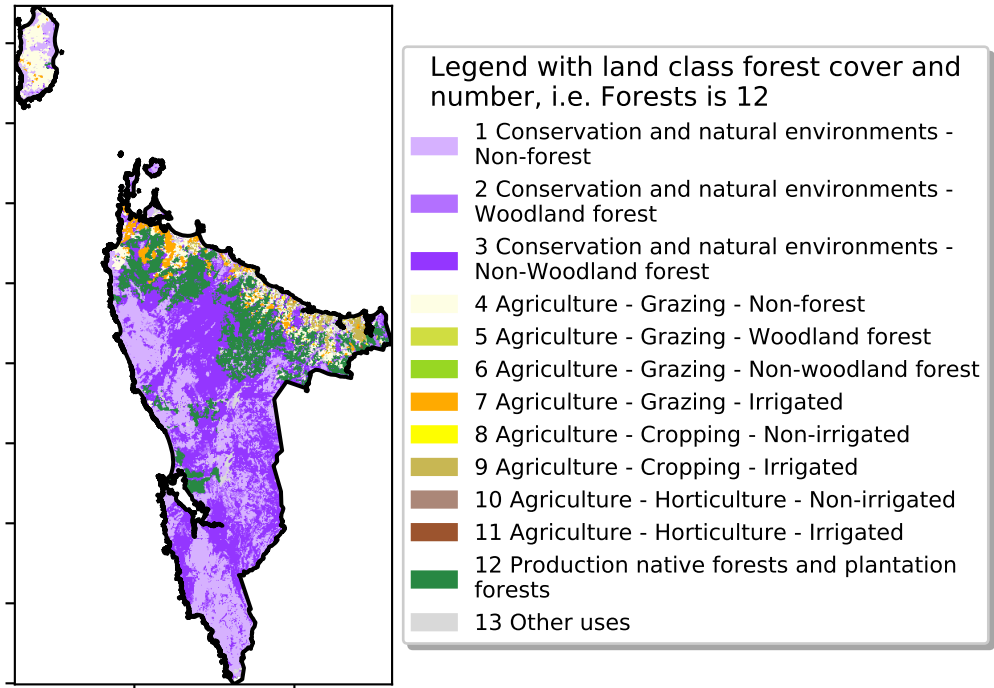 Legend with land class forest cover and
number, i.e. Forests is 12
1 Conservation and natural environments -
Non-forest
2 Conservation and natural environments -
Woodland forest
3 Conservation and natural environments -
Non-Woodland forest
4 Agriculture - Grazing - Non-forest
5 Agriculture - Grazing - Woodland forest
6 Agriculture - Grazing - Non-woodland forest
7 Agriculture - Grazing - Irrigated
8 Agriculture - Cropping - Non-irrigated
9 Agriculture - Cropping - Irrigated
10 Agriculture - Horticulture - Non-irrigated
11 Agriculture - Horticulture - Irrigated
12 Production native forests and plantation
forests
13 Other uses